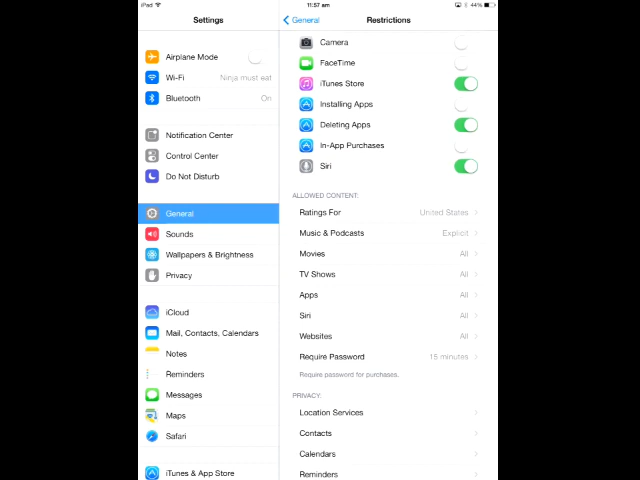 iPad 11:57 am 44%
Settings
General Restrictions
Airplane Mode
Wi-Fi Ninja must eat
Bluetooth On
Notification Center
Control Center
Do Not Disturb
General
Sounds
Wallpapers & Brightness
Privacy
iCloud
Mail, Contacts, Calendars
Notes
Reminders
Messages
Maps
Safari
iTunes & App Store
Camera
FaceTime
iTunes Store
Installing Apps
Deleting Apps
In-App Purchases
Siri
ALLOWED CONTENT:
Ratings For United States
Music & Podcasts Explicit
Movies All
TV Shows All
Apps All
Siri All
Websites All
Require Password 15 minutes
Require password for purchases.
PRIVACY:
Location Services
Contacts
Calendars
Reminders